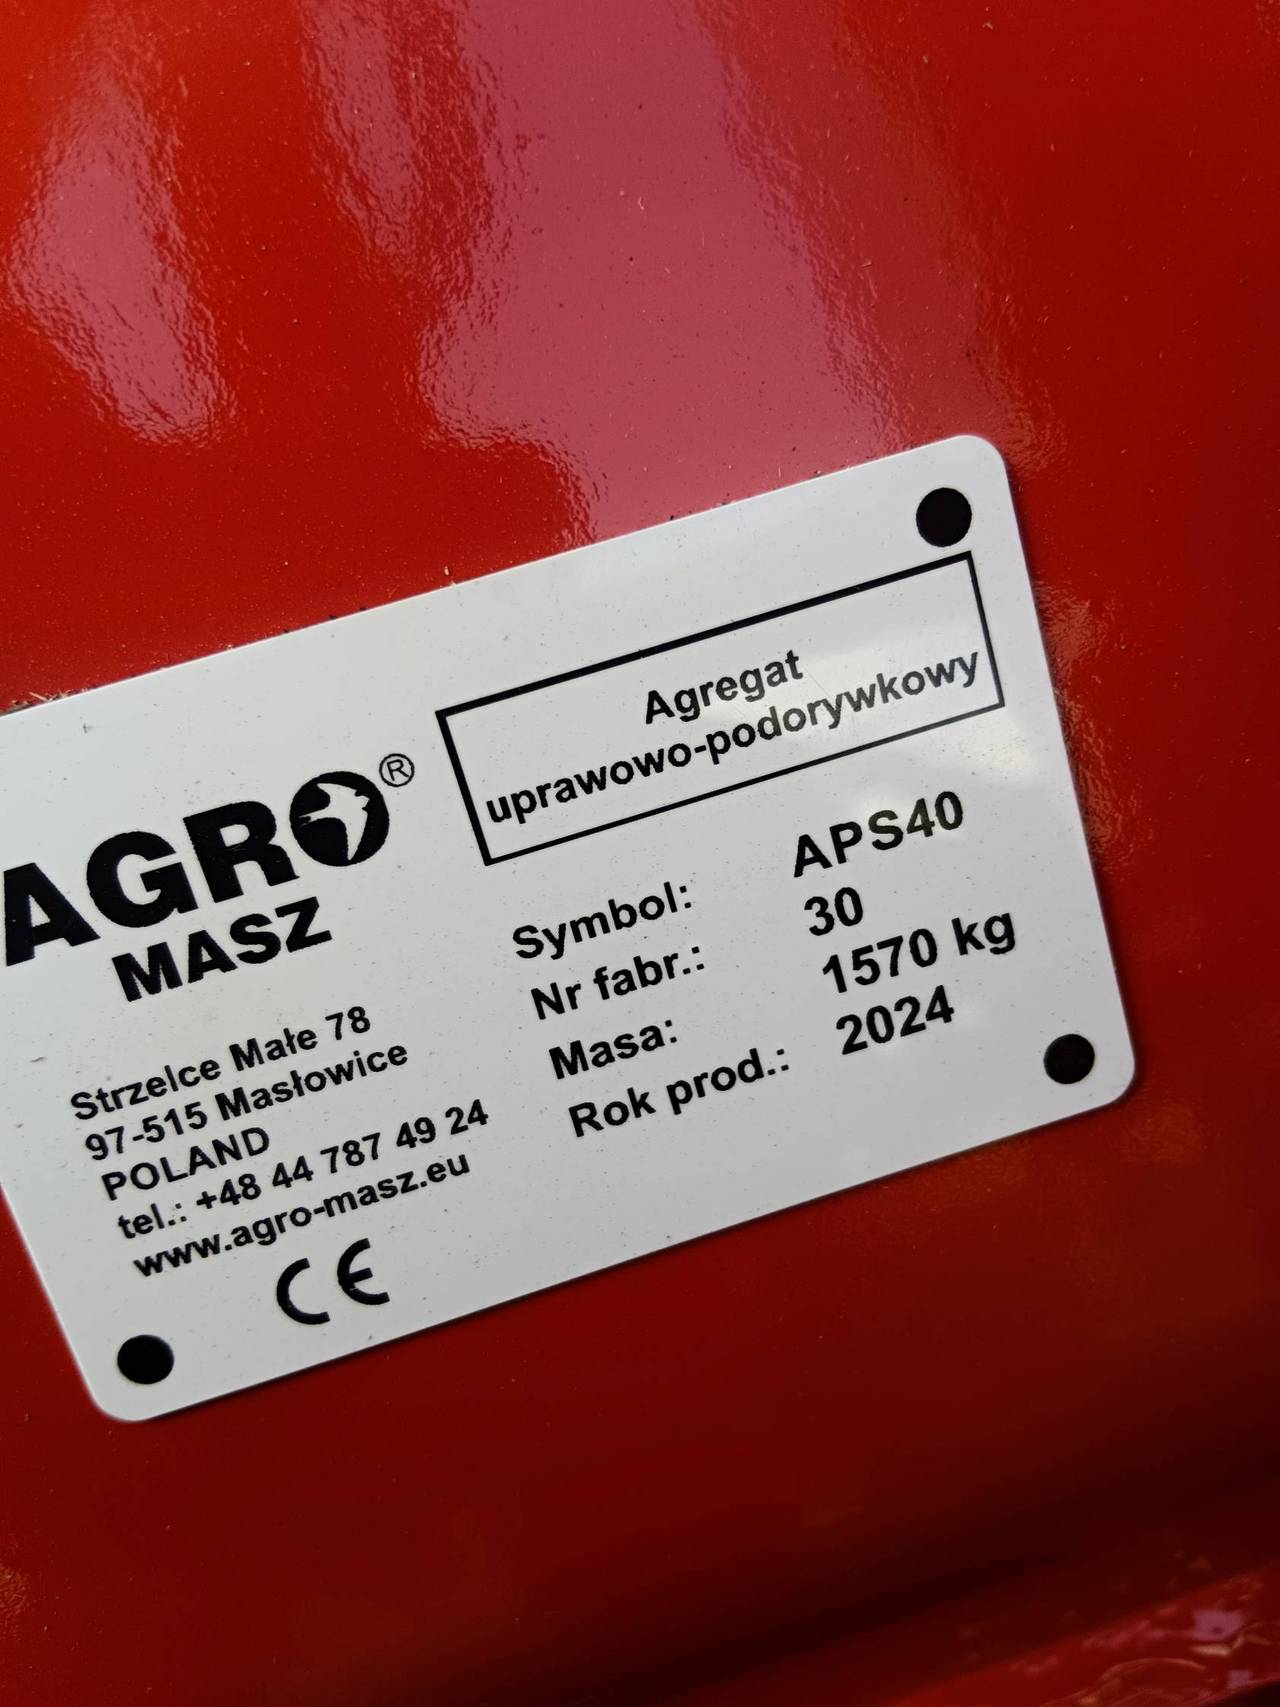 AGRO®
MASZ
Strzelce Małe 78
97-515 Masłowice
POLAND
tel.: +48 44 787 49 24
www.agro-masz.eu
CE
Agregat
uprawowo-podorywkowy
Symbol: APS40
Nr fabr.: 30
Masa: 1570 kg
Rok prod.: 2024